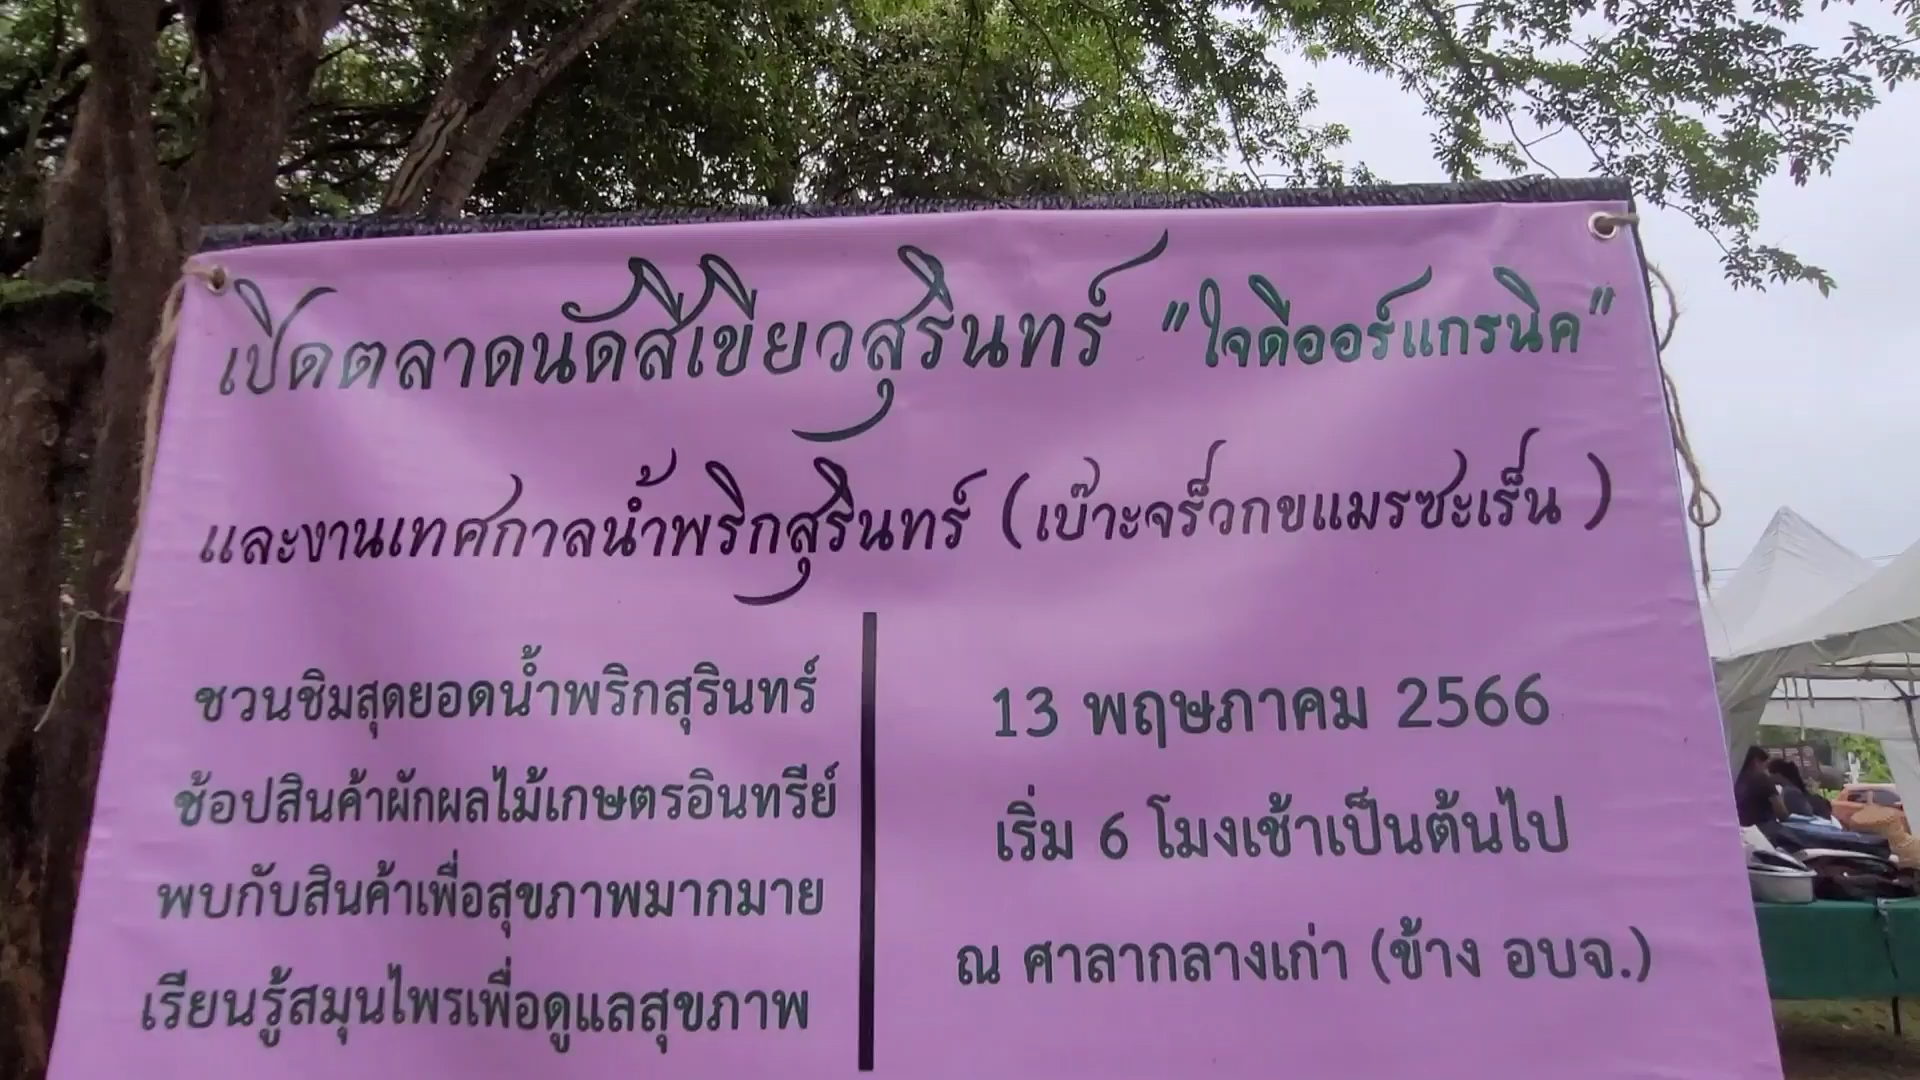 เปิดตลาดนัดสีเขียวสุรินทร์ "ใจดีออร์แกรนิค"
และงานเทศกาลน้ำพริกสุรินทร์ (เบ๊าะจร็วกขแมรซะเร็น)
ชวนชิมสุดยอดน้ำพริกสุรินทร์
ช้อปสินค้าผักผลไม้เกษตรอินทรีย์
พบกับสินค้าเพื่อสุขภาพมากมาย
เรียนรู้สมุนไพรเพื่อดูแลสุขภาพ
13 พฤษภาคม 2566
เริ่ม 6 โมงเช้าเป็นต้นไป
ณ ศาลากลางเก่า (ข้าง อบจ.)